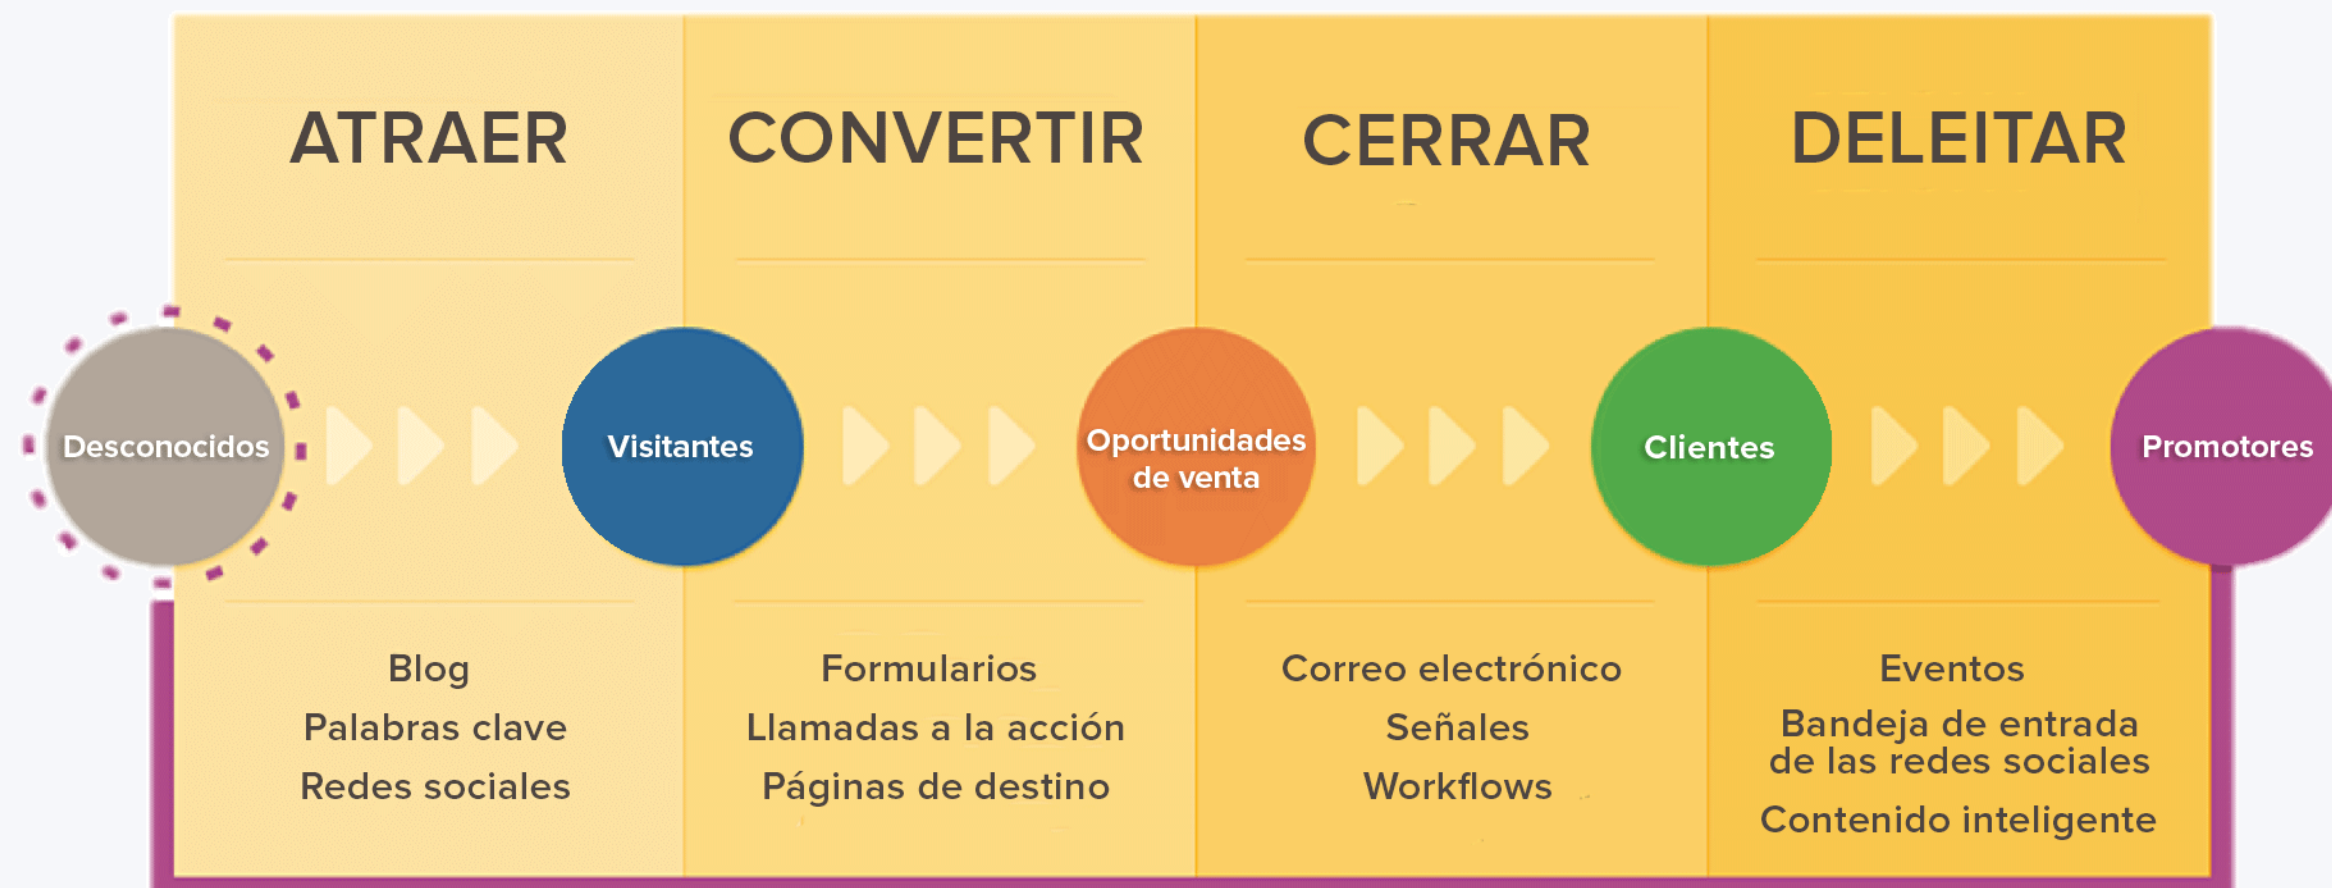 ATRAER
CONVERTIR
CERRAR
DELEITAR
Desconocidos
Visitantes
Oportunidades
de venta
Clientes
Promotores
Blog
Palabras clave
Redes sociales
Formularios
Llamadas a la acción
Páginas de destino
Correo electrónico
Señales
Workflows
Eventos
Bandeja de entrada
de las redes sociales
Contenido inteligente